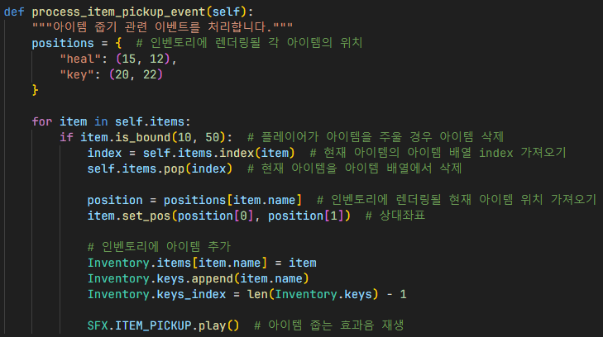 def process_item_pickup_event(self):
    """아이템 줍기 관련 이벤트를 처리합니다."""
    positions = {  # 인벤토리에 렌더링될 각 아이템의 위치
        "heal": (15, 12),
        "key": (20, 22)
    }

    for item in self.items:
        if item.is_bound(10, 50):  # 플레이어가 아이템을 주울 경우 아이템 삭제
            index = self.items.index(item)  # 현재 아이템의 아이템 배열 index 가져오기
            self.items.pop(index)  # 현재 아이템을 아이템 배열에서 삭제

            position = positions[item.name]  # 인벤토리에 렌더링될 현재 아이템 위치 가져오기
            item.set_pos(position[0], position[1])  # 상대좌표

            # 인벤토리에 아이템 추가
            Inventory.items[item.name] = item
            Inventory.keys.append(item.name)
            Inventory.keys_index = len(Inventory.keys) - 1

            SFX.ITEM_PICKUP.play()  # 아이템 줍는 효과음 재생